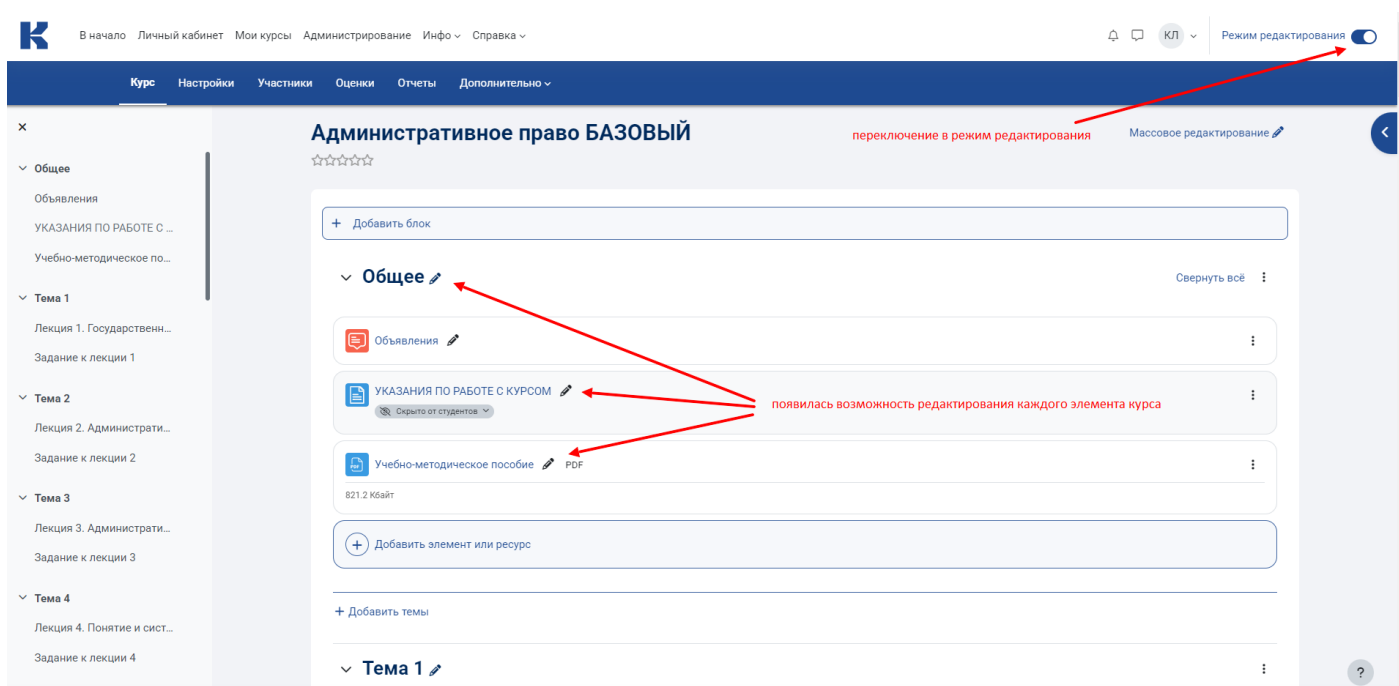 К
В начало Личный кабинет Мои курсы Администрирование Инфо Справка КЛ Режим редактирования
Курс Настройки Участники Оценки Отчеты Дополнительно
Административное право БАЗОВЫЙ
переключение в режим редактирования
Массовое редактирование
Общее
Объявления
УКАЗАНИЯ ПО РАБОТЕ С ...
Учебно-методическое по...
Тема 1
Лекция 1. Государственн...
Задание к лекции 1
Тема 2
Лекция 2. Администрати...
Задание к лекции 2
Тема 3
Лекция 3. Администрати...
Задание к лекции 3
Тема 4
Лекция 4. Понятие и сист...
Задание к лекции 4
+ Добавить блок
Общее
Свернуть всё
Объявления
УКАЗАНИЯ ПО РАБОТЕ С КУРСОМ
Скрыто от студентов
появилась возможность редактирования каждого элемента курса
PDF Учебно-методическое пособие PDF
821.2 Кбайт
+ Добавить элемент или ресурс
+ Добавить темы
Тема 1
?